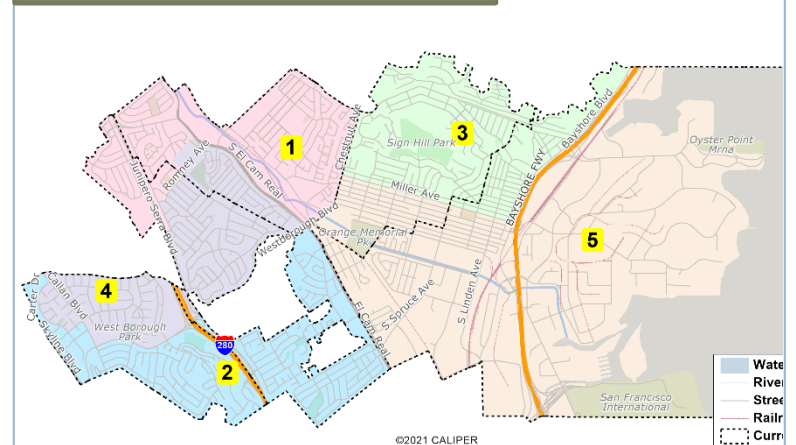 1
3
Sign Hill Park
Chestnut Ave
Bayshore Blvd
Oyster Point
Mrna
Romney Ave
S El Cam Real
Junipero Serra Blvd
Miller Ave
BAYSHORE FWY
Westborough Blvd
Orange Memorial
Pk
5
4
Carter Dr
Callan Blvd
Skyline Blvd
West Borough
Park
S Spruce Ave
S Linden Ave
El Cam Real
280
2
San Francisco
International
Wate
River
Stree
Railr
Curr
©2021 CALIPER